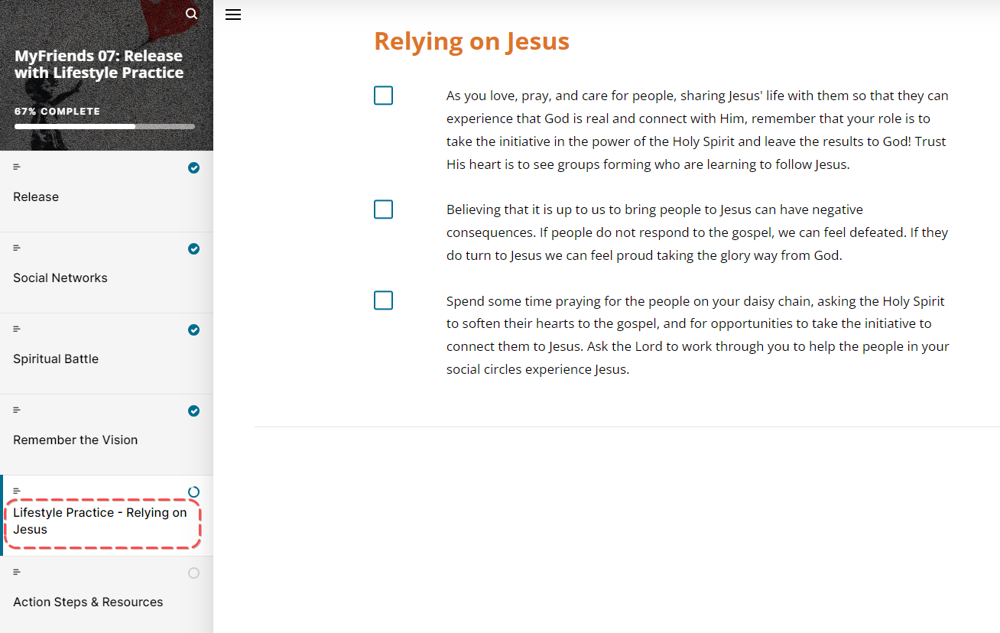 MyFriends 07: Release
with Lifestyle Practice
67% COMPLETE
Release
Social Networks
Spiritual Battle
Remember the Vision
Lifestyle Practice - Relying on
Jesus
Action Steps & Resources
Relying on Jesus
As you love, pray, and care for people, sharing Jesus' life with them so that they can
experience that God is real and connect with Him, remember that your role is to
take the initiative in the power of the Holy Spirit and leave the results to God! Trust
His heart is to see groups forming who are learning to follow Jesus.
Believing that it is up to us to bring people to Jesus can have negative
consequences. If people do not respond to the gospel, we can feel defeated. If they
do turn to Jesus we can feel proud taking the glory way from God.
Spend some time praying for the people on your daisy chain, asking the Holy Spirit
to soften their hearts to the gospel, and for opportunities to take the initiative to
connect them to Jesus. Ask the Lord to work through you to help the people in your
social circles experience Jesus.